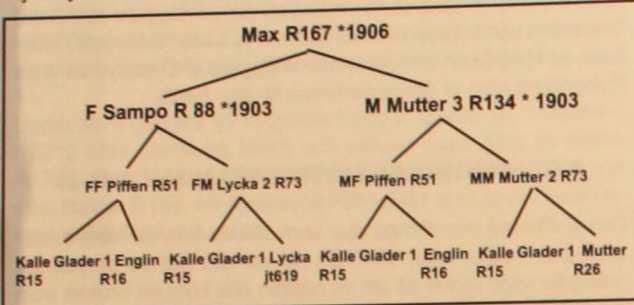 Max R167 *1906
F Sampo R 88 *1903 M Mutter 3 R134 * 1903
FF Piffen R51 FM Lycka 2 R73 MF Piffen R51 MM Mutter 2 R73
Kalle Glader 1 Englin Kalle Glader 1 Lycka Kalle Glader 1 Englin Kalle Glader 1 Mutter
R15 R16 R15 jt619 R15 R16 R15 R26